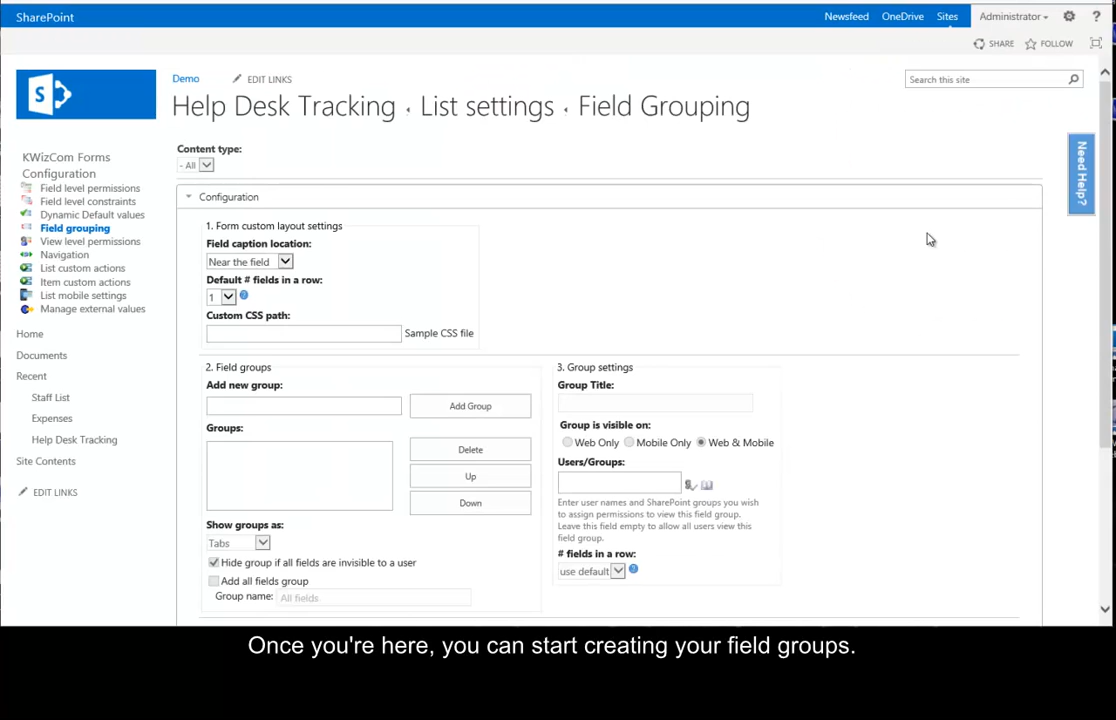 SharePoint
Newsfeed OneDrive Sites Administrator ?
SHARE FOLLOW
S
Demo EDIT LINKS
Search this site
Help Desk Tracking List settings Field Grouping
Need Help?
Content type:
- All
KWizCom Forms
Configuration
Field level permissions
Field level constraints
Dynamic Default values
Field grouping
View level permissions
Navigation
List custom actions
Item custom actions
List mobile settings
Manage external values
Home
Documents
Recent
Staff List
Expenses
Help Desk Tracking
Site Contents
EDIT LINKS
Configuration
1. Form custom layout settings
Field caption location:
Near the field
Default # fields in a row:
1 ?
Custom CSS path:
Sample CSS file
2. Field groups
Add new group:
Add Group
Groups:
Delete
Up
Down
Show groups as:
Tabs
Hide group if all fields are invisible to a user
Add all fields group
Group name: All fields
3. Group settings
Group Title:
Group is visible on:
Web Only Mobile Only Web & Mobile
Users/Groups:
Enter user names and SharePoint groups you wish
to assign permissions to view this field group.
Leave this field empty to allow all users view this
field group.
# fields in a row:
use default ?
Once you're here, you can start creating your field groups.